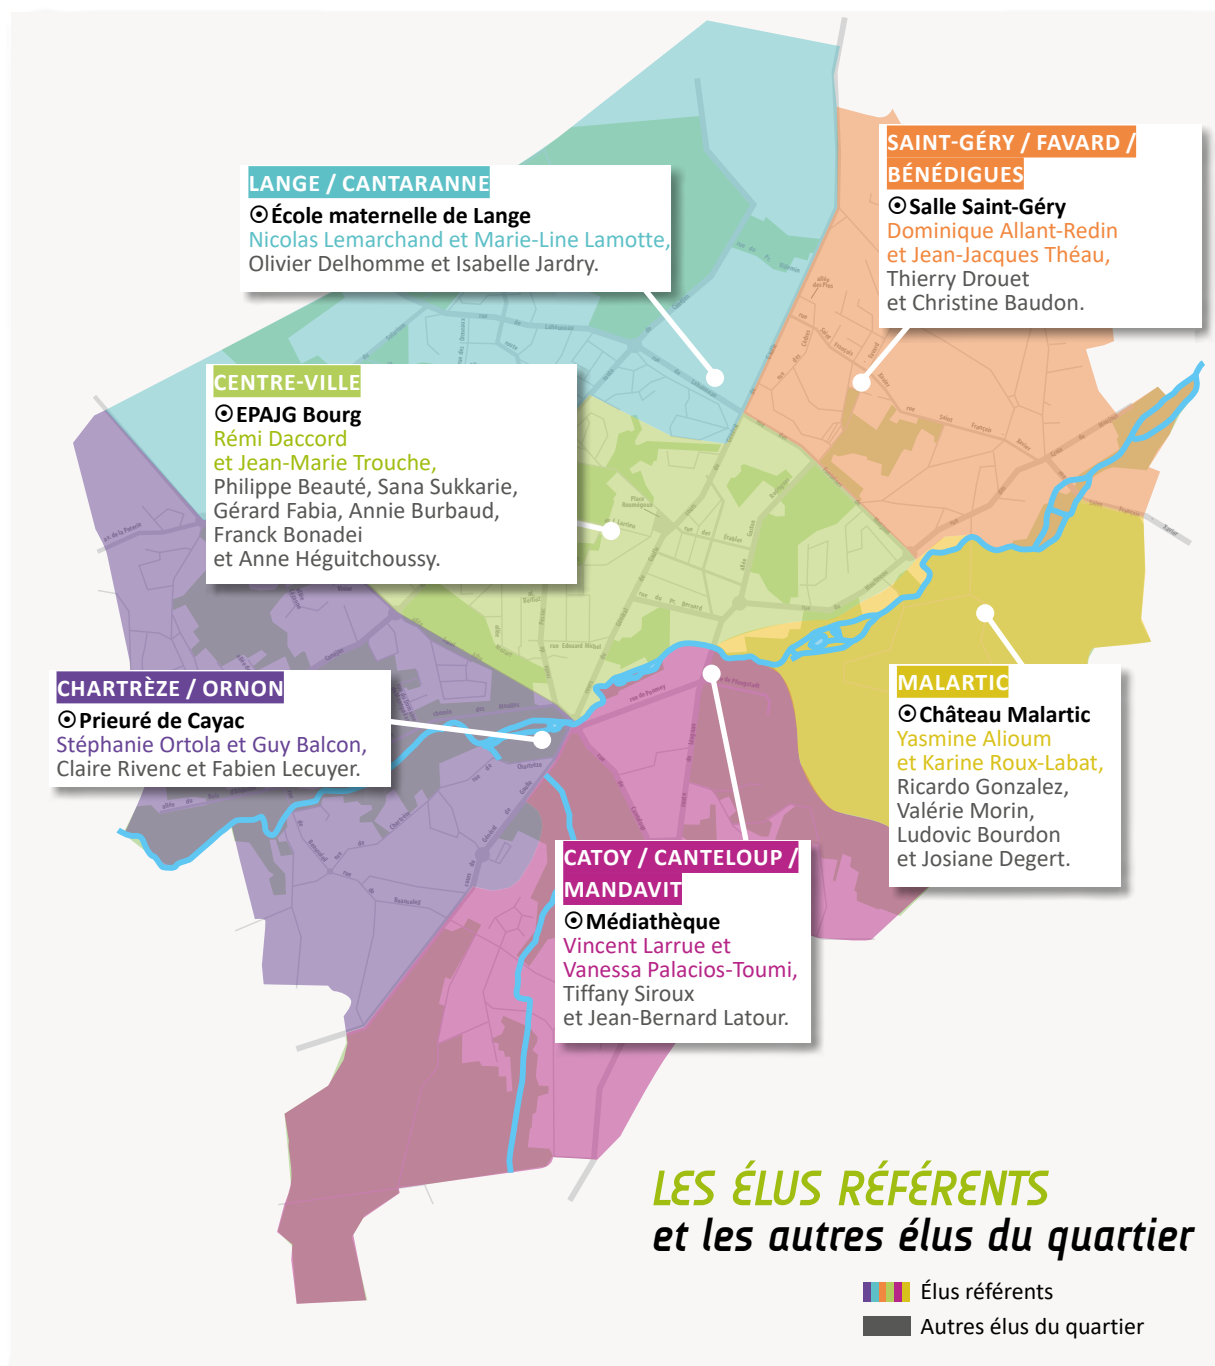 LANGE / CANTARANNE
École maternelle de Lange
Nicolas Lemarchand et Marie-Line Lamotte,
Olivier Delhomme et Isabelle Jardry.
SAINT-GÉRY / FAVARD /
BÉNÉDIGUES
Salle Saint-Géry
Dominique Allant-Redin
et Jean-Jacques Théau,
Thierry Drouet
et Christine Baudon.
CENTRE-VILLE
EPAJG Bourg
Rémi Daccord
et Jean-Marie Trouche,
Philippe Beauté, Sana Sukkarie,
Gérard Fabia, Annie Burbaud,
Franck Bonadei
et Anne Héguitchoussy.
CHARTRÈZE / ORNON
Prieuré de Cayac
Stéphanie Ortola et Guy Balcon,
Claire Rivenc et Fabien Lecuyer.
MALARTIC
Château Malartic
Yasmine Alioum
et Karine Roux-Labat,
Ricardo Gonzalez,
Valérie Morin,
Ludovic Bourdon
et Josiane Degert.
CATOY / CANTELOUP /
MANDAVIT
Médiathèque
Vincent Larrue et
Vanessa Palacios-Toumi,
Tiffany Siroux
et Jean-Bernard Latour.
rue Edouard Michel
LES ÉLUS RÉFÉRENTS
et les autres élus du quartier
Élus référents
Autres élus du quartier